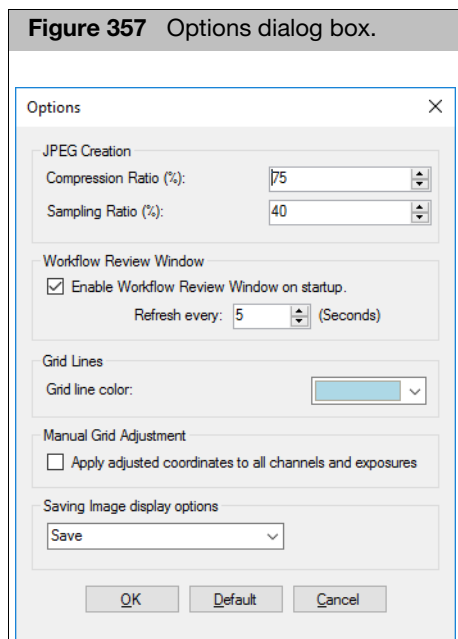 Figure 357 Options dialog box.
Options
JPEG Creation
Compression Ratio (%): 75
Sampling Ratio (%): 40
Workflow Review Window
Enable Workflow Review Window on startup.
Refresh every: 5 (Seconds)
Grid Lines
Grid line color:
Manual Grid Adjustment
Apply adjusted coordinates to all channels and exposures
Saving Image display options
Save
OK Default Cancel